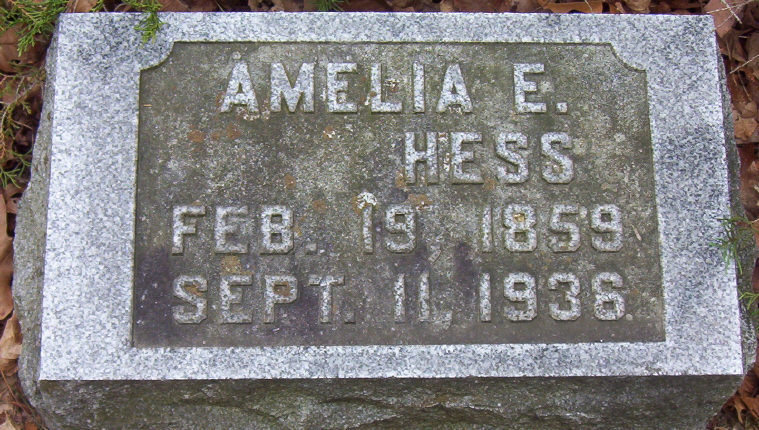 AMELIA E.
HESS
FEB. 19, 1859
SEPT. 11, 1936.